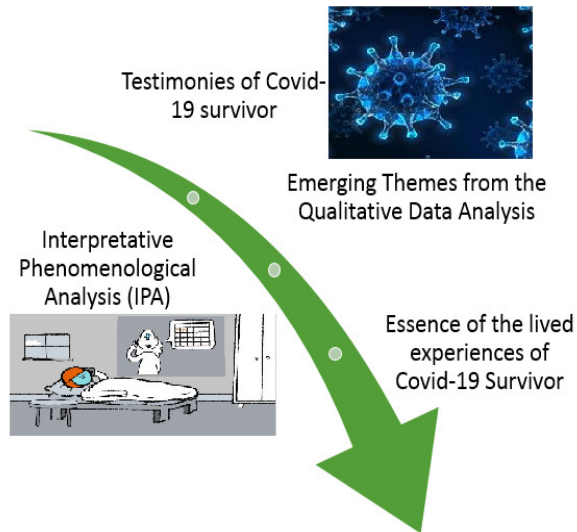 Testimonies of Covid-
19 survivor
Emerging Themes from the
Qualitative Data Analysis
Interpretative
Phenomenological
Analysis (IPA)
Essence of the lived
experiences of
Covid-19 Survivor